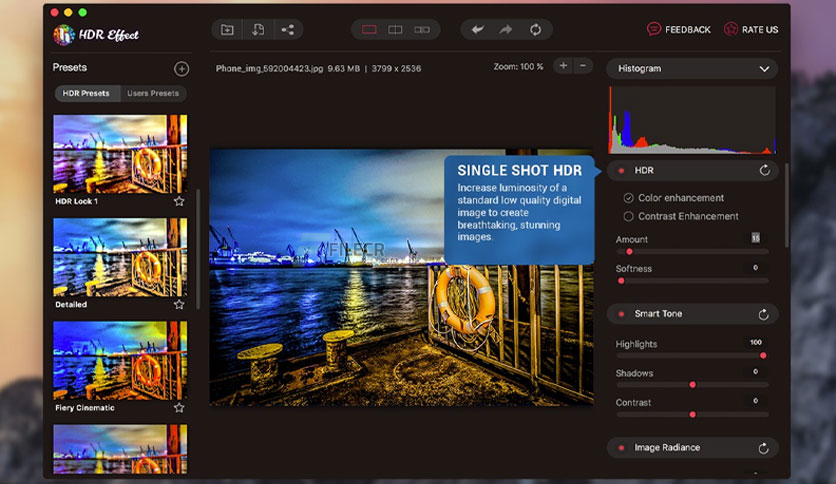 HDR Effect
FEEDBACK
RATE US
Presets
Phone_img_592004423.jpg 9.63 MB | 3799 x 2536
Zoom: 100 %
+ −
Histogram
HDR Presets
Users Presets
HDR Look 1
Detailed
Fiery Cinematic
SINGLE SHOT HDR
Increase luminosity of a
standard low quality digital
image to create
breathtaking, stunning
images.
FILECR
HDR
Color enhancement
Contrast Enhancement
Amount 15
Softness 0
Smart Tone
Highlights 100
Shadows 0
Contrast 0
Image Radiance